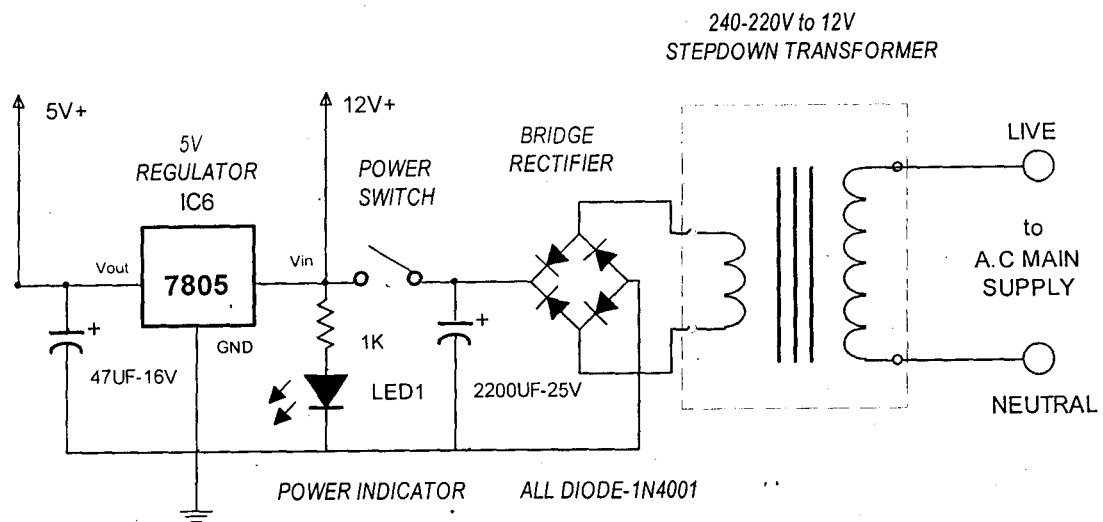 240-220V to 12V
STEPDOWN TRANSFORMER
5V+
12V+
5V
REGULATOR
IC6
POWER
SWITCH
BRIDGE
RECTIFIER
LIVE
Vout
7805
Vin
GND
to
A.C MAIN
SUPPLY
+
47UF-16V
1K
LED1
+
2200UF-25V
NEUTRAL
POWER INDICATOR
ALL DIODE-1N4001